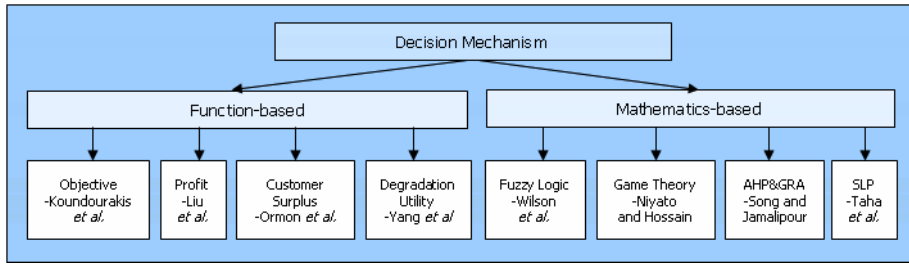 Decision Mechanism
Function-based
Mathematics-based
Objective
-Koundourakis
et al.
Profit
-Liu
et al.
Customer
Surplus
-Ormon et al.
Degradation
Utility
-Yang et al
Fuzzy Logic
-Wilson
et al.
Game Theory
-Niyato
and Hossain
AHP&GRA
-Song and
Jamalipour
SLP
-Taha
et al.